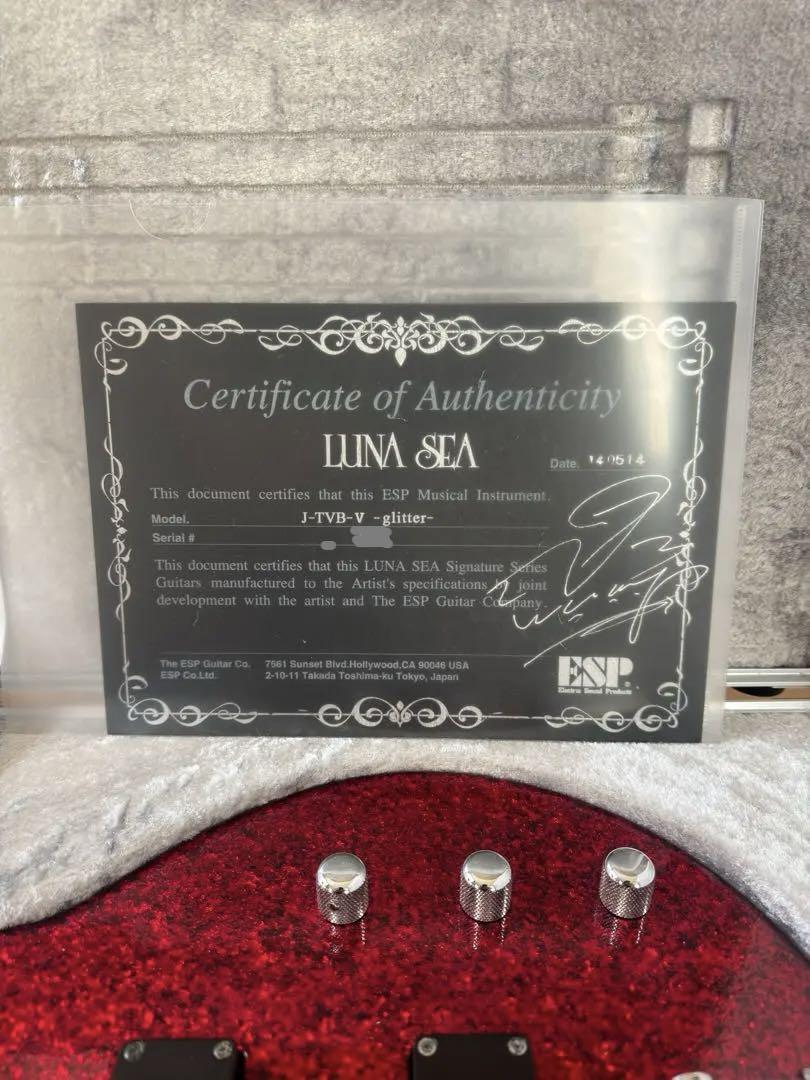 Certificate of Authenticity
LUNA SEA
Date. 140514
This document certifies that this ESP Musical Instrument.
Model. J-TVB-V -glitter-
Serial #
This document certifies that this LUNA SEA Signature Series
Guitars manufactured to the Artist's specifications by joint
development with the artist and The ESP Guitar Company.
The ESP Guitar Co. 7561 Sunset Blvd.Hollywood,CA 90046 USA
ESP Co.Ltd. 2-10-11 Takada Toshima-ku Tokyo, Japan
ESP.
Electric Sound Products